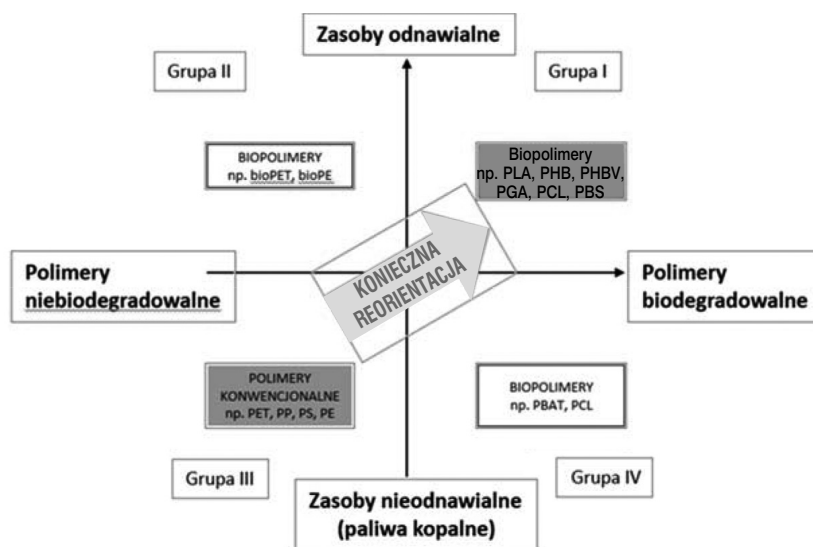 Zasoby odnawialne
Grupa II
Grupa I
BIOPOLIMERY
np. bioPET, bioPE
Biopolimery
np. PLA, PHB, PHBV,
PGA, PCL, PBS
Polimery
niebiodegradowalne
KONIECZNA
REORIENTACJA
Polimery
biodegradowalne
POLIMERY
KONWENCJONALNE
np. PET, PP, PS, PE
BIOPOLIMERY
np. PBAT, PCL
Grupa III
Zasoby nieodnawialne
(paliwa kopalne)
Grupa IV